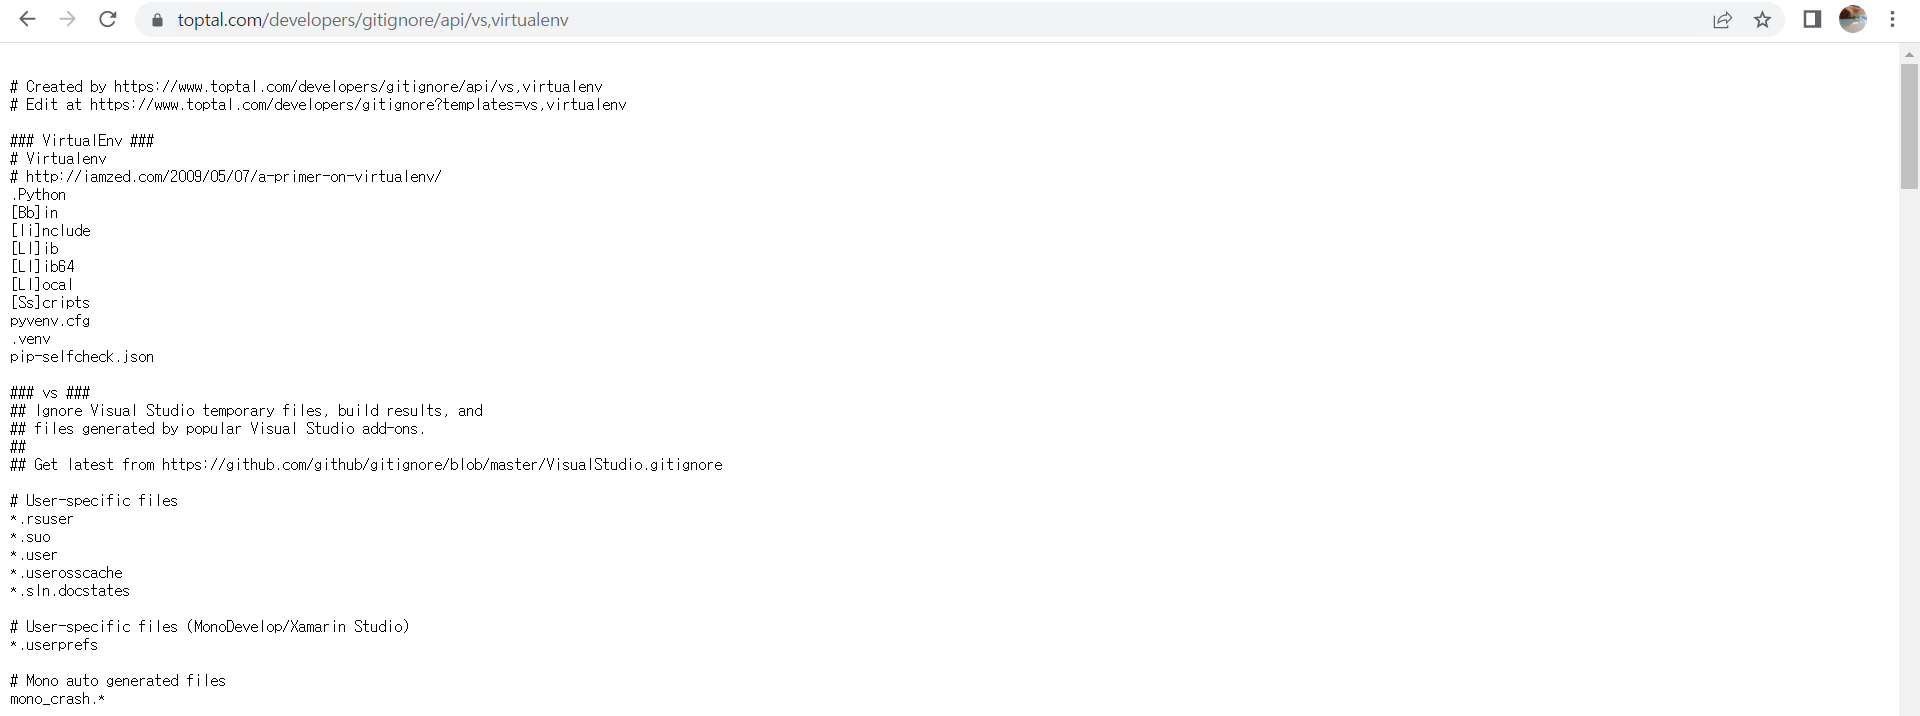 toptal.com/developers/gitignore/api/vs,virtualenv
# Created by https://www.toptal.com/developers/gitignore/api/vs,virtualenv
# Edit at https://www.toptal.com/developers/gitignore?templates=vs,virtualenv
### VirtualEnv ###
# Virtualenv
# http://iamzed.com/2009/05/07/a-primer-on-virtualenv/
.Python
[Bb]in
[Ii]nclude
[Ll]ib
[Ll]ib64
[Ll]ocal
[Ss]cripts
pyvenv.cfg
.venv
pip-selfcheck.json
### vs ###
## Ignore Visual Studio temporary files, build results, and
## files generated by popular Visual Studio add-ons.
##
## Get latest from https://github.com/github/gitignore/blob/master/VisualStudio.gitignore
# User-specific files
*.rsuser
*.suo
*.user
*.userosscache
*.sln.docstates
# User-specific files (MonoDevelop/Xamarin Studio)
*.userprefs
# Mono auto generated files
mono_crash.*